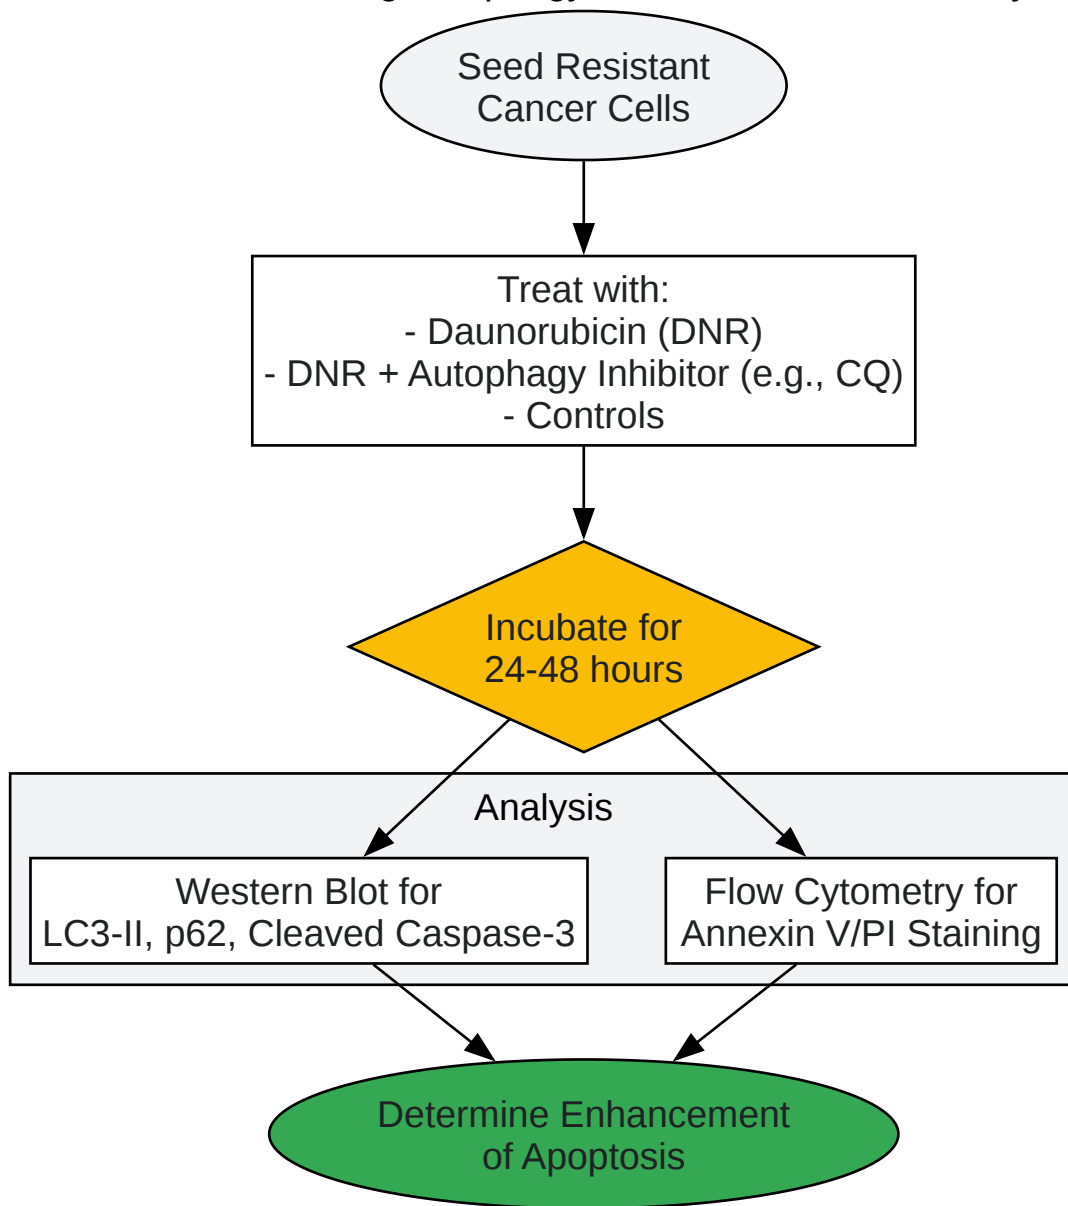 Seed Resistant
Cancer Cells
Treat with:
- Daunorubicin (DNR)
- DNR + Autophagy Inhibitor (e.g., CQ)
- Controls
Incubate for
24-48 hours
Analysis
Western Blot for
LC3-II, p62, Cleaved Caspase-3
Flow Cytometry for
Annexin V/PI Staining
Determine Enhancement
of Apoptosis